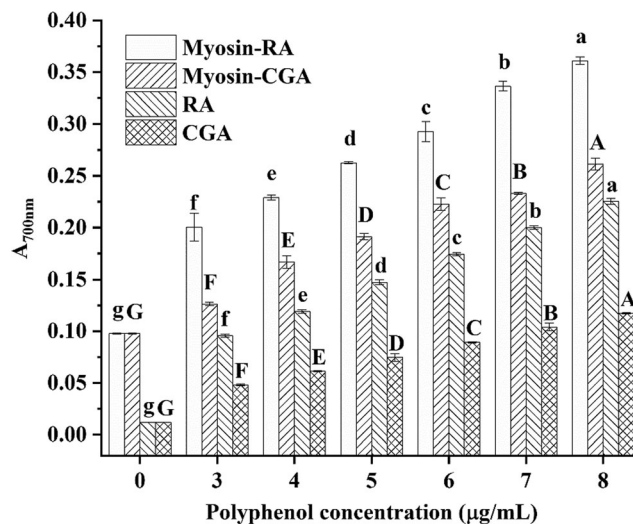 Myosin-RA
Myosin-CGA
RA
CGA
0.40
0.35
0.30
0.25
0.20
0.15
0.10
0.05
0.00
A700nm
g G
g G
f
F
f
F
e
E
e
E
d
D
d
D
c
C
c
C
b
B
b
B
a
A
a
A
0 3 4 5 6 7 8
Polyphenol concentration (μg/mL)